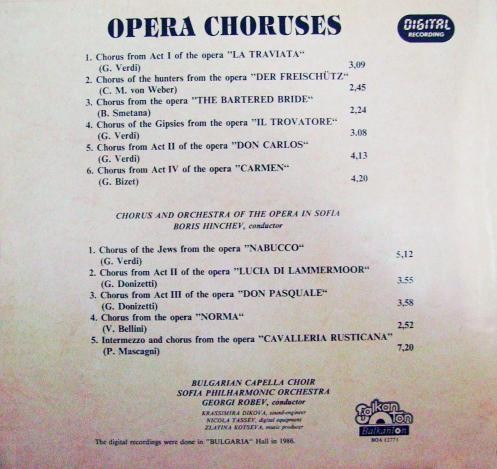 OPERA CHORUSES
DIGITAL
RECORDING
1. Chorus from Act I of the opera "LA TRAVIATA“
(G. Verdi) 3,09
2. Chorus of the hunters from the opera "DER FREISCHÜTZ“
(C. M. von Weber) 2,45
3. Chorus from the opera "THE BARTERED BRIDE“
(B. Smetana) 2,24
4. Chorus of the Gipsies from the opera "IL TROVATORE“
(G. Verdi) 3.08
5. Chorus from Act II of the opera "DON CARLOS“
(G. Verdi) 4,13
6. Chorus from Act IV of the opera "CARMEN“
(G. Bizet) 4,20
CHORUS AND ORCHESTRA OF THE OPERA IN SOFIA
BORIS HINCHEV, conductor
1. Chorus of the Jews from the opera "NABUCCO“
(G. Verdi) 5,12
2. Chorus from Act II of the opera "LUCIA DI LAMMERMOOR“
(G. Donizetti) 3.55
3. Chorus from Act III of the opera "DON PASQUALE“
(G. Donizetti) 3,58
4. Chorus from the opera "NORMA“
(V. Bellini) 2,52
5. Intermezzo and chorus from the opera "CAVALLERIA RUSTICANA“
(P. Mascagni) 7,20
BULGARIAN CAPELLA CHOIR
SOFIA PHILHARMONIC ORCHESTRA
GEORGI ROBEV, conductor
KRASSIMIRA DIKOVA, sound-engineer
NICOLA TASSEV, digital equipment
ZLATINA KOTSEVA, music producer
The digital recordings were done in "BULGARIA" Hall in 1986.
Balkanton
Balkanton
BOA 12771